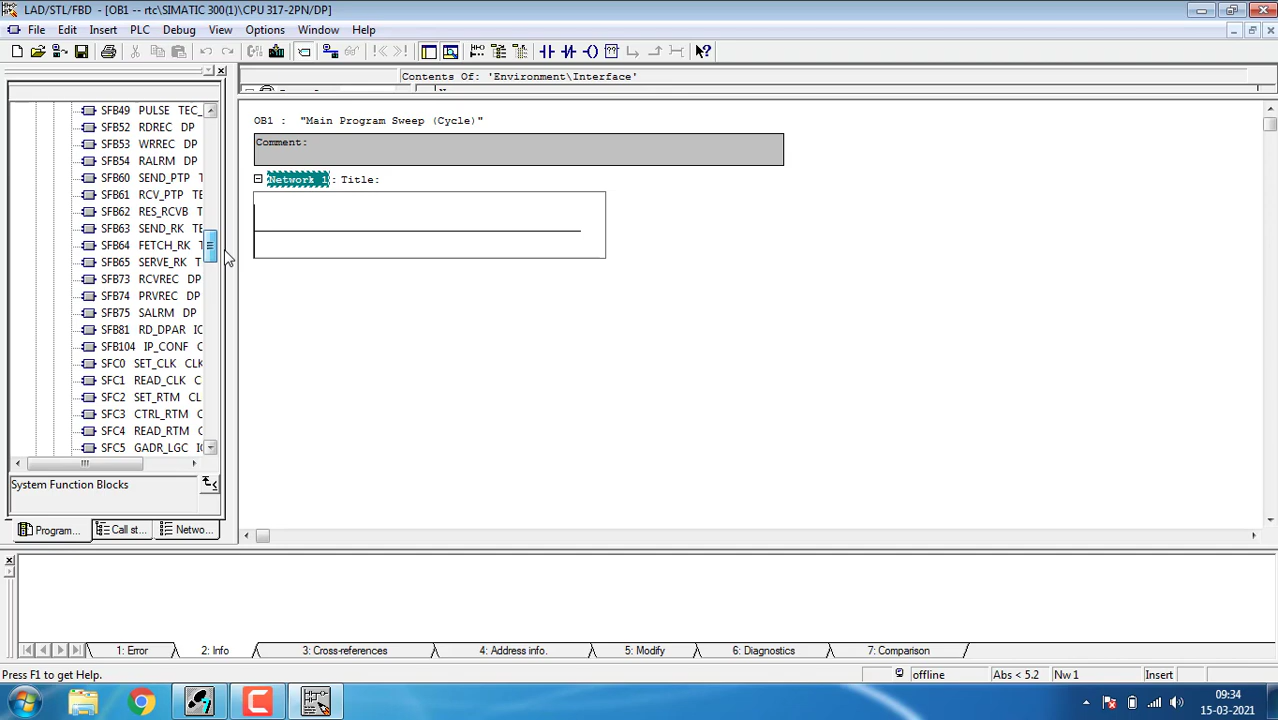 LAD/STL/FBD - [OB1 -- rtc\SIMATIC 300(1)\CPU 317-2PN/DP]
File Edit Insert PLC Debug View Options Window Help
Contents Of: 'Environment\Interface'
SFB49 PULSE TEC_
SFB52 RDREC DP
SFB53 WRREC DP
SFB54 RALRM DP
SFB60 SEND_PTP
SFB61 RCV_PTP TE
SFB62 RES_RCVB T
SFB63 SEND_RK TE
SFB64 FETCH_RK T
SFB65 SERVE_RK T
SFB73 RCVREC DP
SFB74 PRVREC DP
SFB75 SALRM DP
SFB81 RD_DPAR IC
SFB104 IP_CONF C
SFC0 SET_CLK CLK
SFC1 READ_CLK C
SFC2 SET_RTM CL
SFC3 CTRL_RTM C
SFC4 READ_RTM C
SFC5 GADR_LGC IC
System Function Blocks
Program... Call st... Netwo...
OB1 : "Main Program Sweep (Cycle)"
Comment:
Network 1: Title:
1: Error 2: Info 3: Cross-references 4: Address info. 5: Modify 6: Diagnostics 7: Comparison
Press F1 to get Help.
offline Abs < 5.2 Nw 1 Insert
09:34
15-03-2021